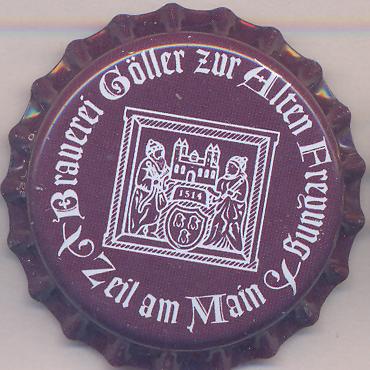 Brauerei Göller zur Alten Freyung
1514
Zeil am Main